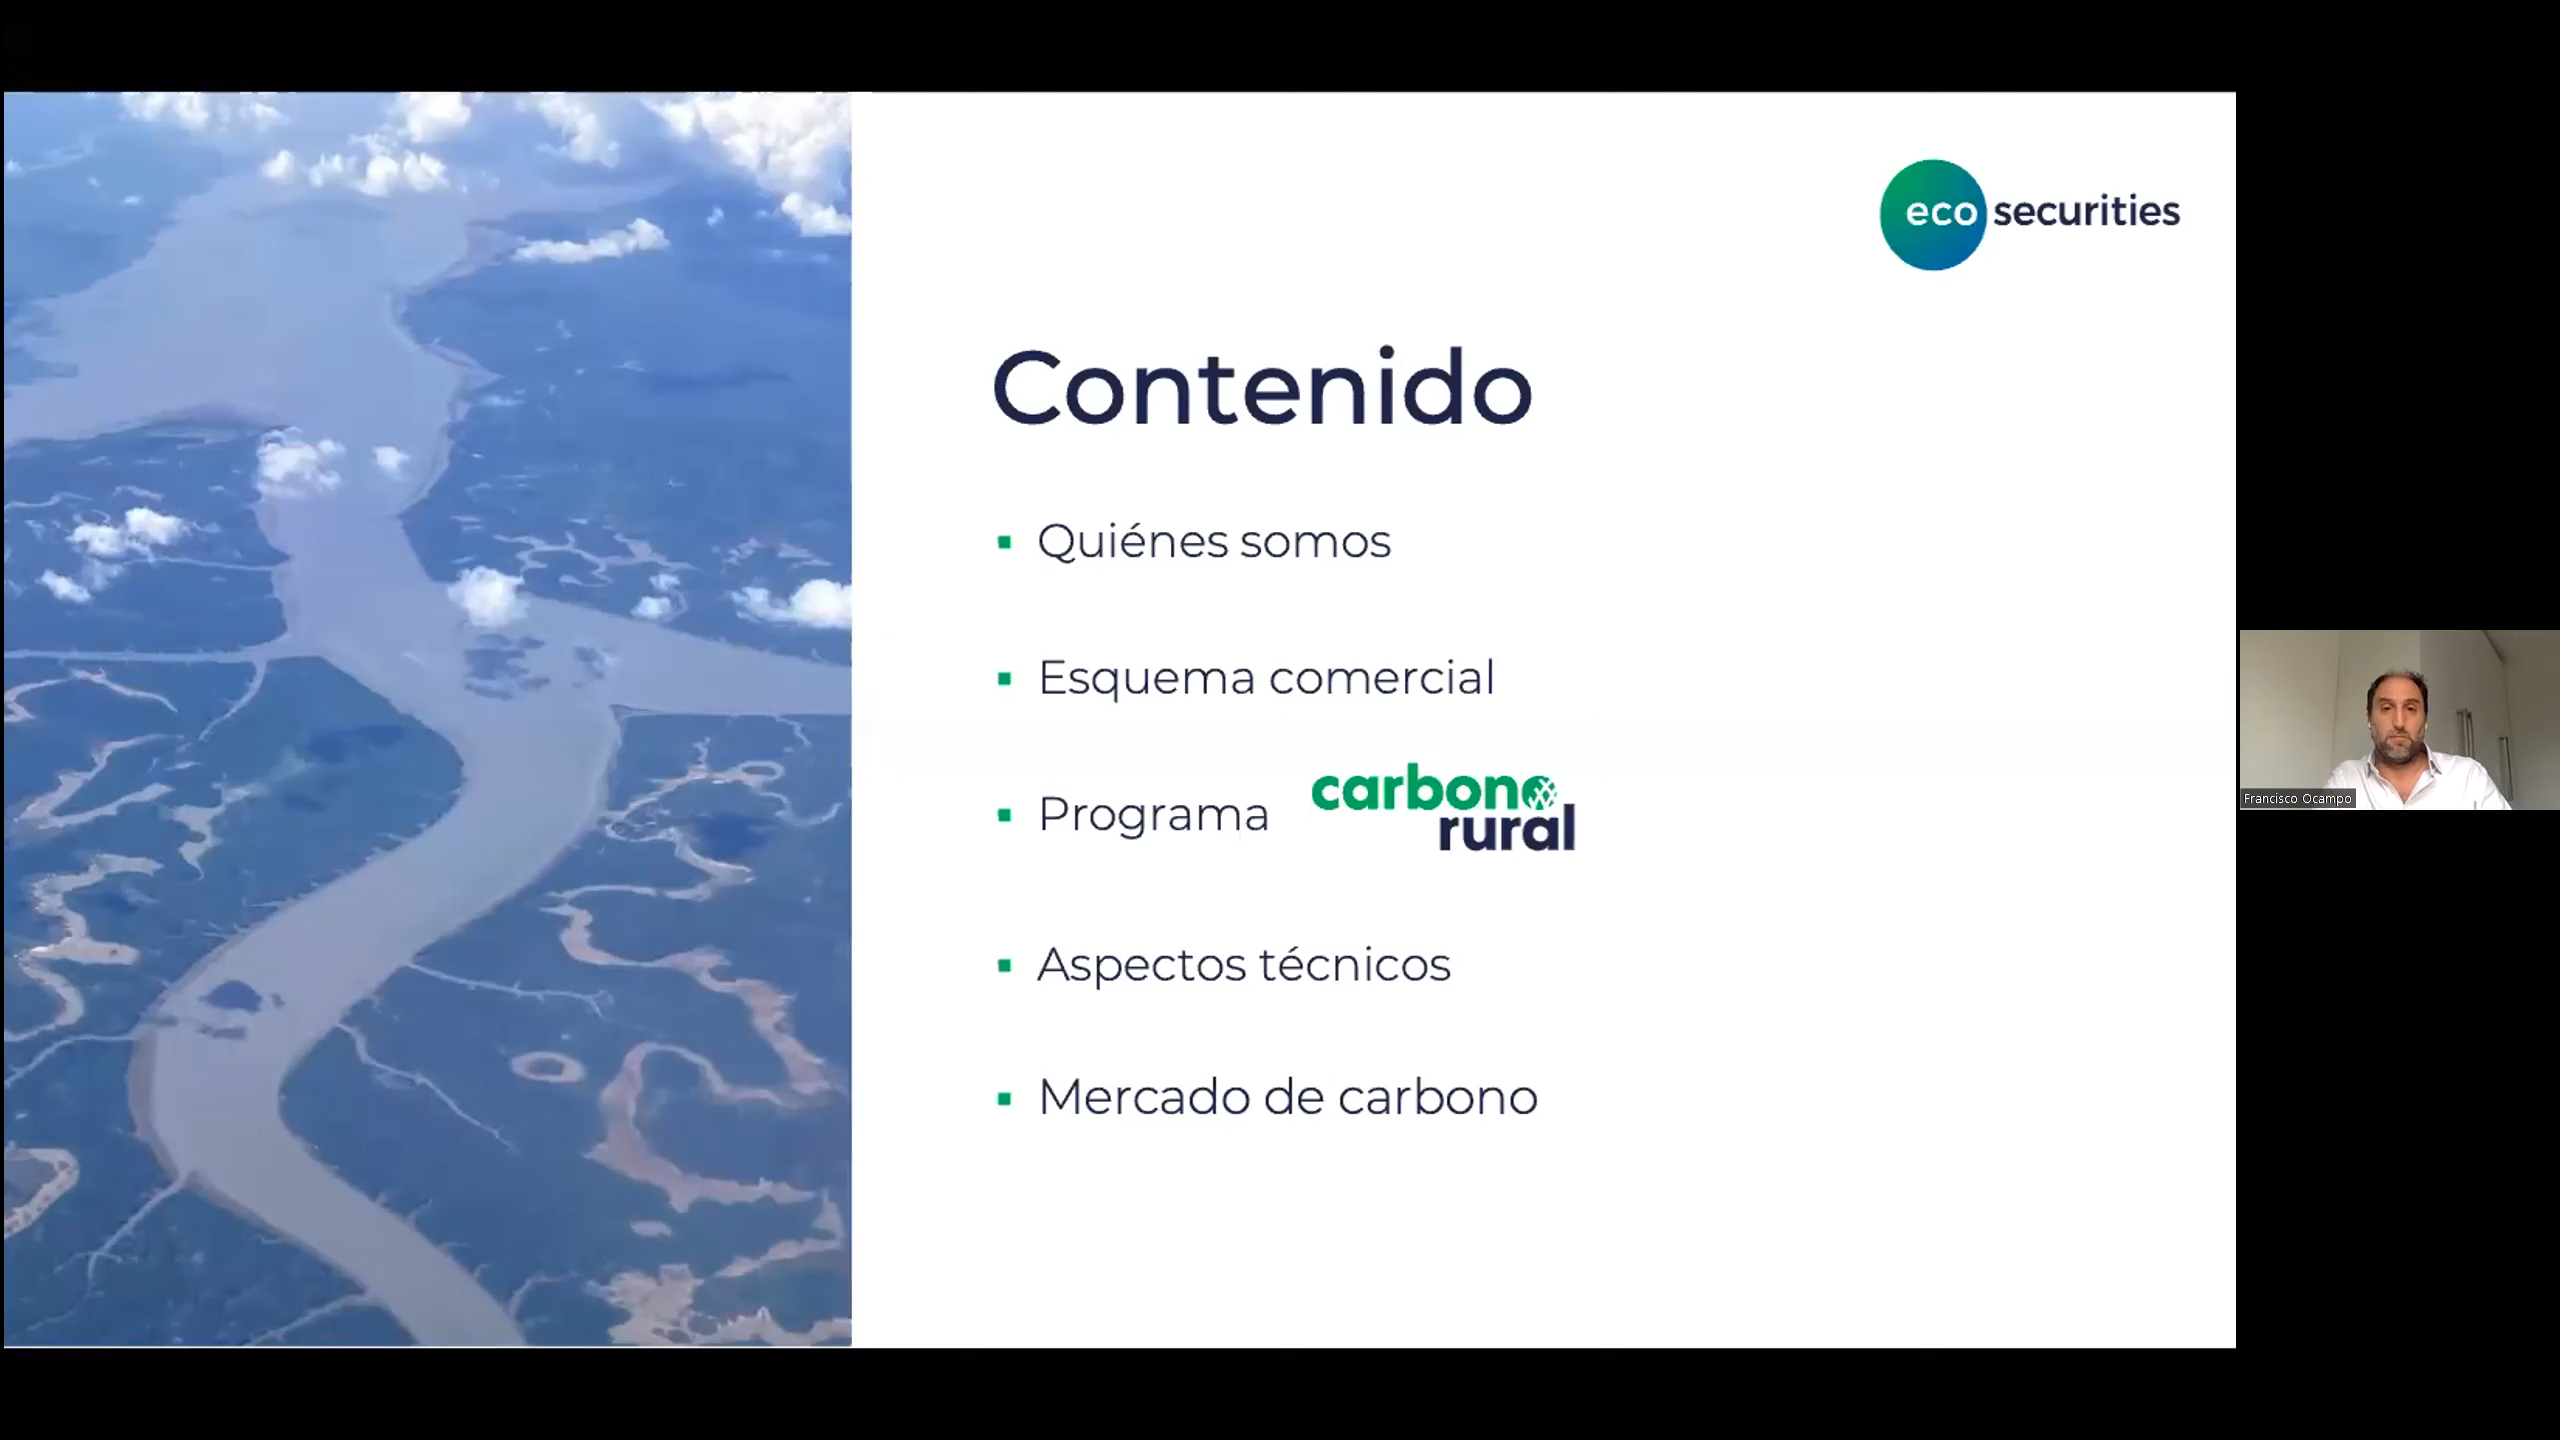 eco securities
Contenido
▪ Quiénes somos
▪ Esquema comercial
▪ Programa carbono rural
▪ Aspectos técnicos
▪ Mercado de carbono
Francisco Ocampo